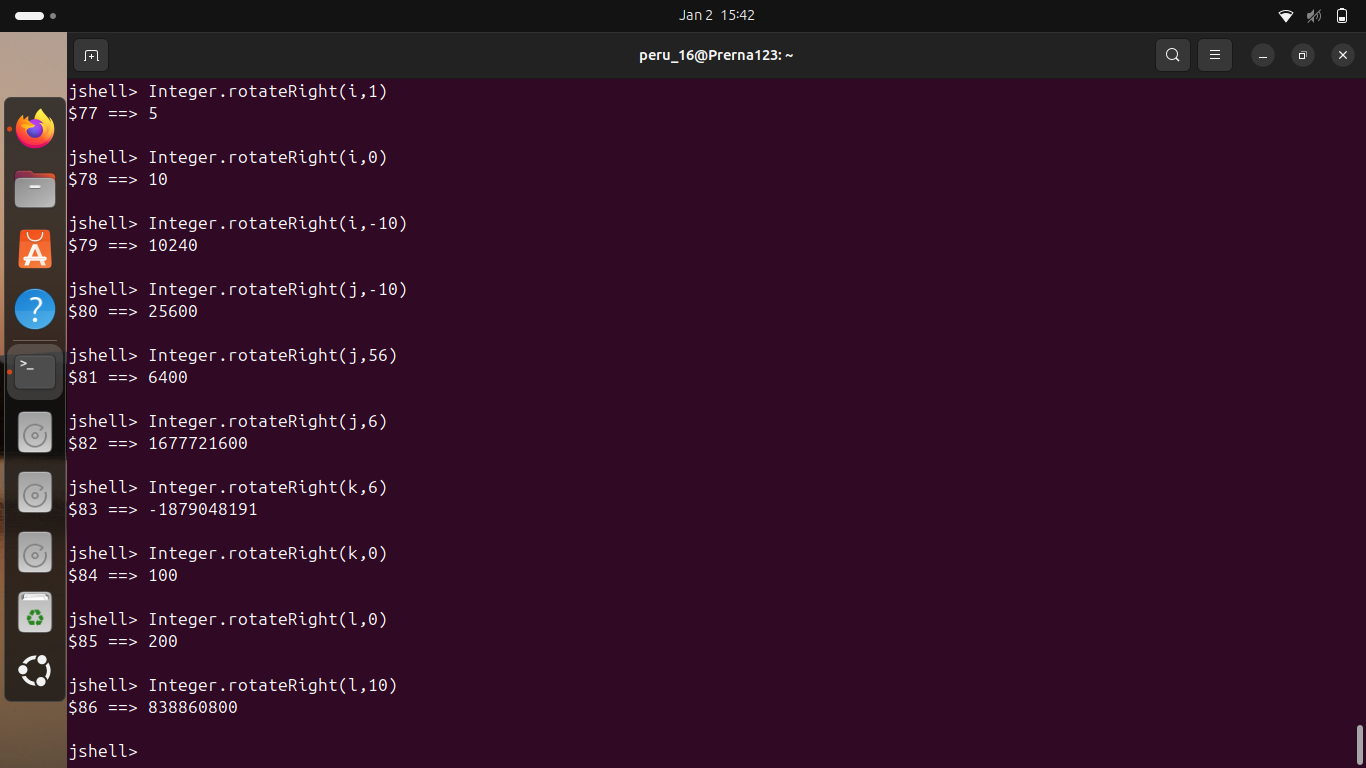 Jan 2 15:42
peru_16@Prerna123: ~
jshell> Integer.rotateRight(i,1)
$77 ==> 5
jshell> Integer.rotateRight(i,0)
$78 ==> 10
jshell> Integer.rotateRight(i,-10)
$79 ==> 10240
jshell> Integer.rotateRight(j,-10)
$80 ==> 25600
jshell> Integer.rotateRight(j,56)
$81 ==> 6400
jshell> Integer.rotateRight(j,6)
$82 ==> 1677721600
jshell> Integer.rotateRight(k,6)
$83 ==> -1879048191
jshell> Integer.rotateRight(k,0)
$84 ==> 100
jshell> Integer.rotateRight(l,0)
$85 ==> 200
jshell> Integer.rotateRight(l,10)
$86 ==> 838860800
jshell>